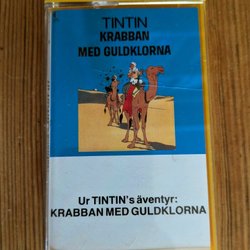 TINTIN
KRABBAN
MED GULDKLORNA
Ur TINTIN's äventyr:
KRABBAN MED GULDKLORNA